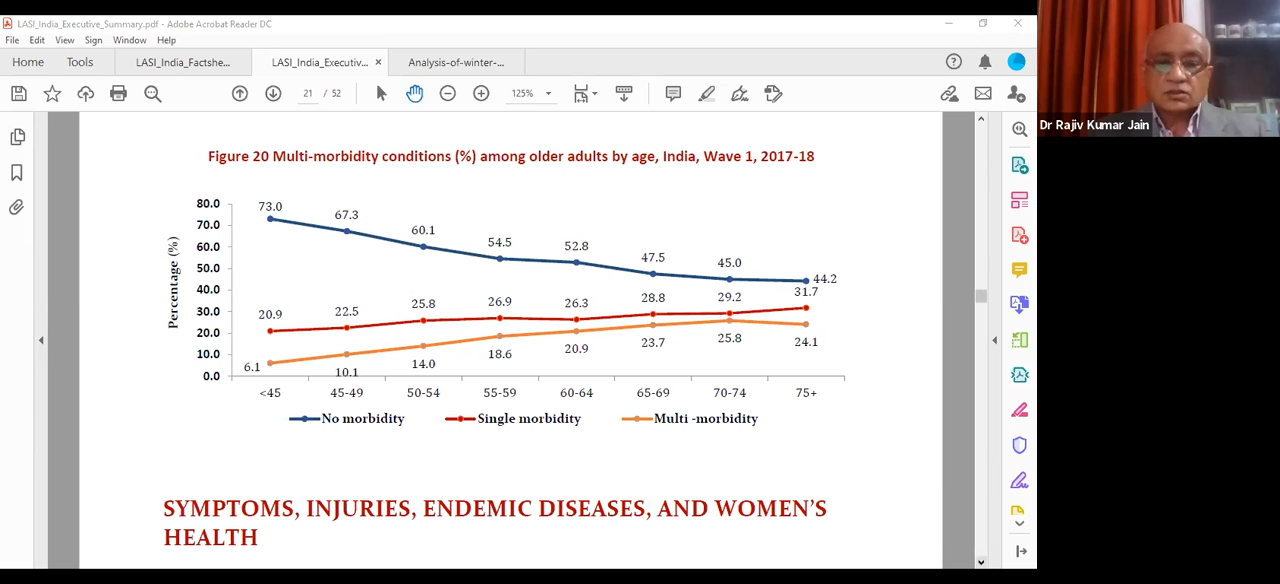 LASI_India_Executive_Summary.pdf - Adobe Acrobat Reader DC
File Edit View Sign Window Help
Home Tools LASI_India_Factshe... LASI_India_Executiv... × Analysis-of-winter-...
21 / 52 125%
Dr Rajiv Kumar Jain
Figure 20 Multi-morbidity conditions (%) among older adults by age, India, Wave 1, 2017-18
Percentage (%)
80.0
70.0
60.0
50.0
40.0
30.0
20.0
10.0
0.0
73.0 67.3 60.1 54.5 52.8 47.5 45.0 44.2
20.9 22.5 25.8 26.9 26.3 28.8 29.2 31.7
6.1 10.1 14.0 18.6 20.9 23.7 25.8 24.1
<45 45-49 50-54 55-59 60-64 65-69 70-74 75+
No morbidity Single morbidity Multi -morbidity
SYMPTOMS, INJURIES, ENDEMIC DISEASES, AND WOMEN'S
HEALTH